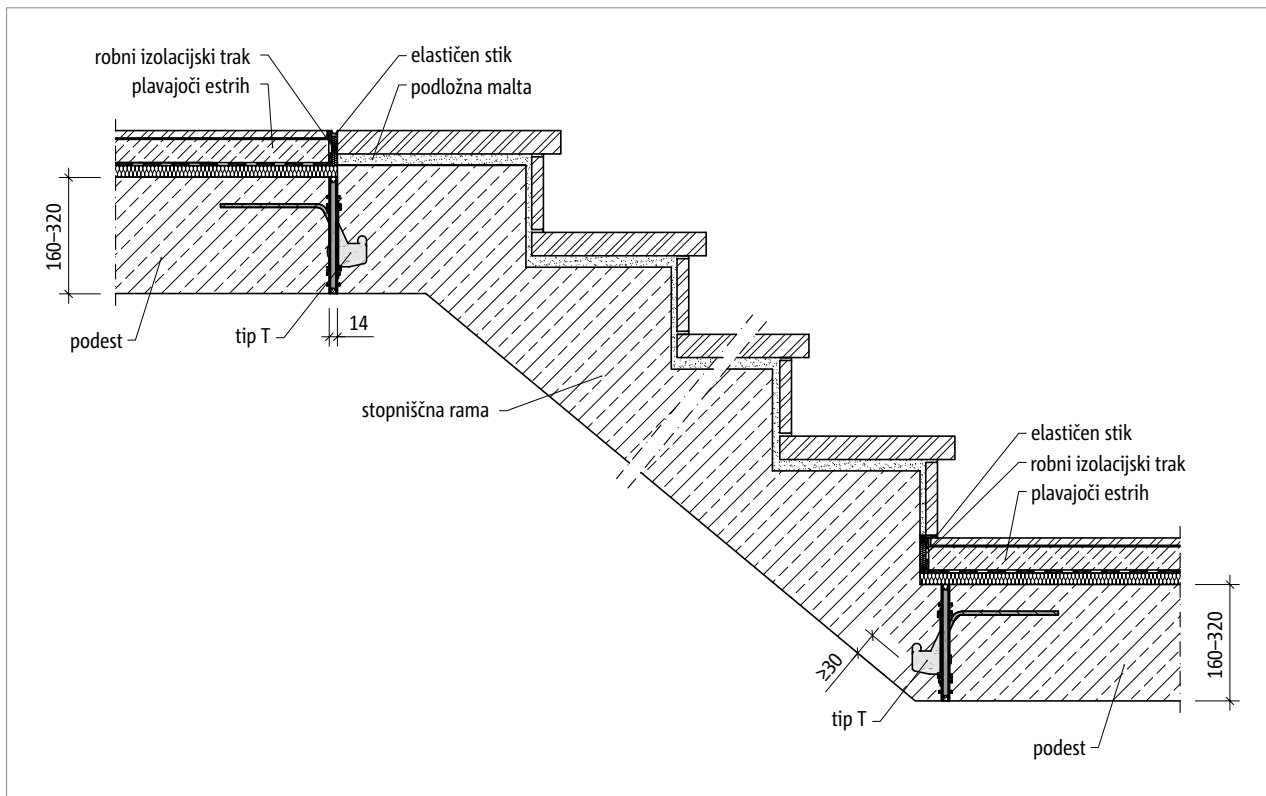 robni izolacijski trak
plavajoči estrih
elastičen stik
podložna malta
160–320
podest
tip T
14
stopniščna rama
elastičen stik
robni izolacijski trak
plavajoči estrih
≥30
tip T
160–320
podest